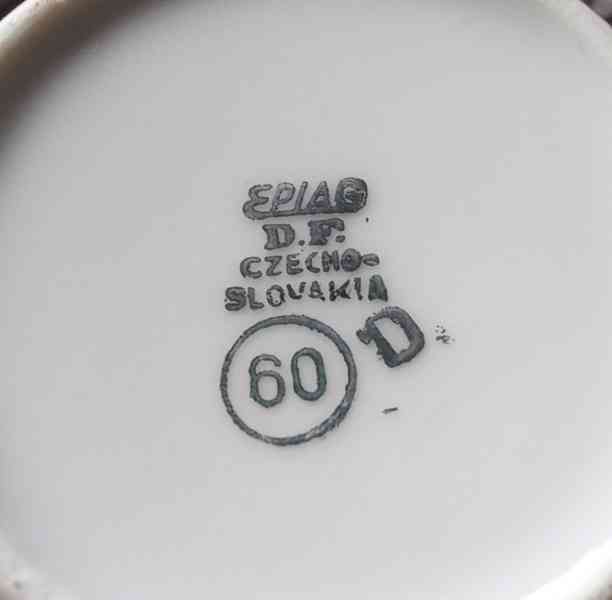 EPIAG
D.F.
CZECHO-
SLOVAKIA
60 D